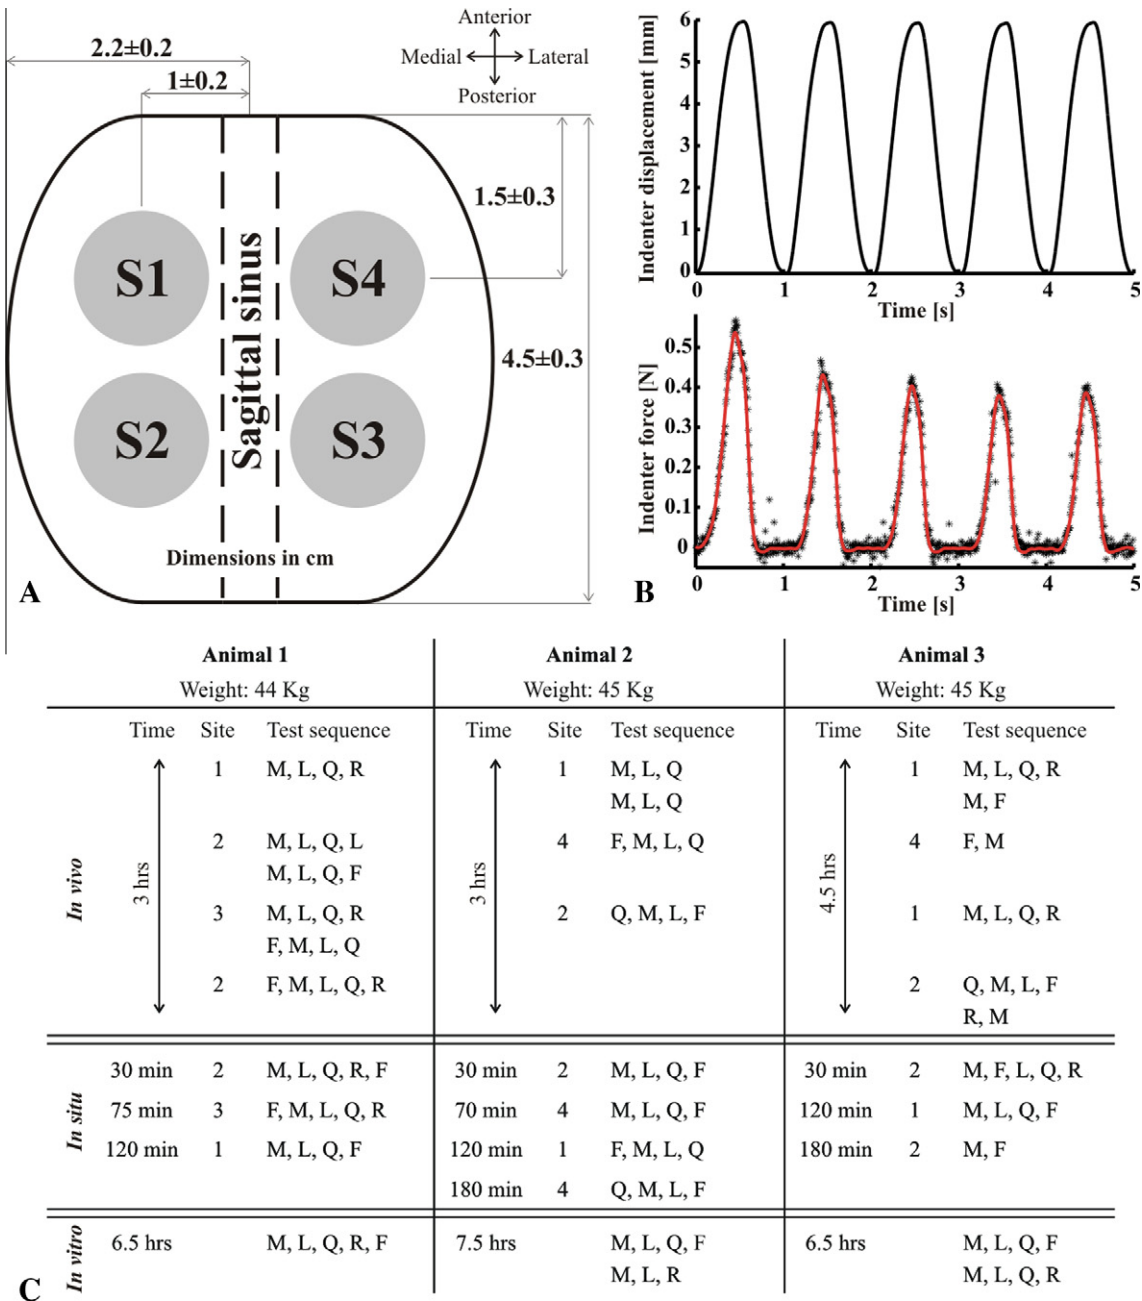 Anterior
Medial
Lateral
Posterior
2.2±0.2
1±0.2
1.5±0.3
4.5±0.3
S1
S4
S2
S3
Sagittal sinus
Dimensions in cm
A
Indenter displacement [mm]
6
5
4
3
2
1
0
0 1 2 3 4 5
Time [s]
Indenter force [N]
0.5
0.4
0.3
0.2
0.1
0
0 1 2 3 4 5
Time [s]
B
Animal 1 Animal 2 Animal 3
Weight: 44 Kg Weight: 45 Kg Weight: 45 Kg
Time Site Test sequence Time Site Test sequence Time Site Test sequence
In vivo
3 hrs
3 hrs
4.5 hrs
1 M, L, Q, R 1 M, L, Q 1 M, L, Q, R
M, L, Q M, F
2 M, L, Q, L 4 F, M, L, Q 4 F, M
M, L, Q, F
3 M, L, Q, R 2 Q, M, L, F 1 M, L, Q, R
F, M, L, Q
2 F, M, L, Q, R 2 Q, M, L, F
R, M
In situ
30 min 2 M, L, Q, R, F 30 min 2 M, L, Q, F 30 min 2 M, F, L, Q, R
75 min 3 F, M, L, Q, R 70 min 4 M, L, Q, F 120 min 1 M, L, Q, F
120 min 1 M, L, Q, F 120 min 1 F, M, L, Q 180 min 2 M, F
180 min 4 Q, M, L, F
In vitro
6.5 hrs M, L, Q, R, F 7.5 hrs M, L, Q, F 6.5 hrs M, L, Q, F
M, L, R M, L, Q, R
C